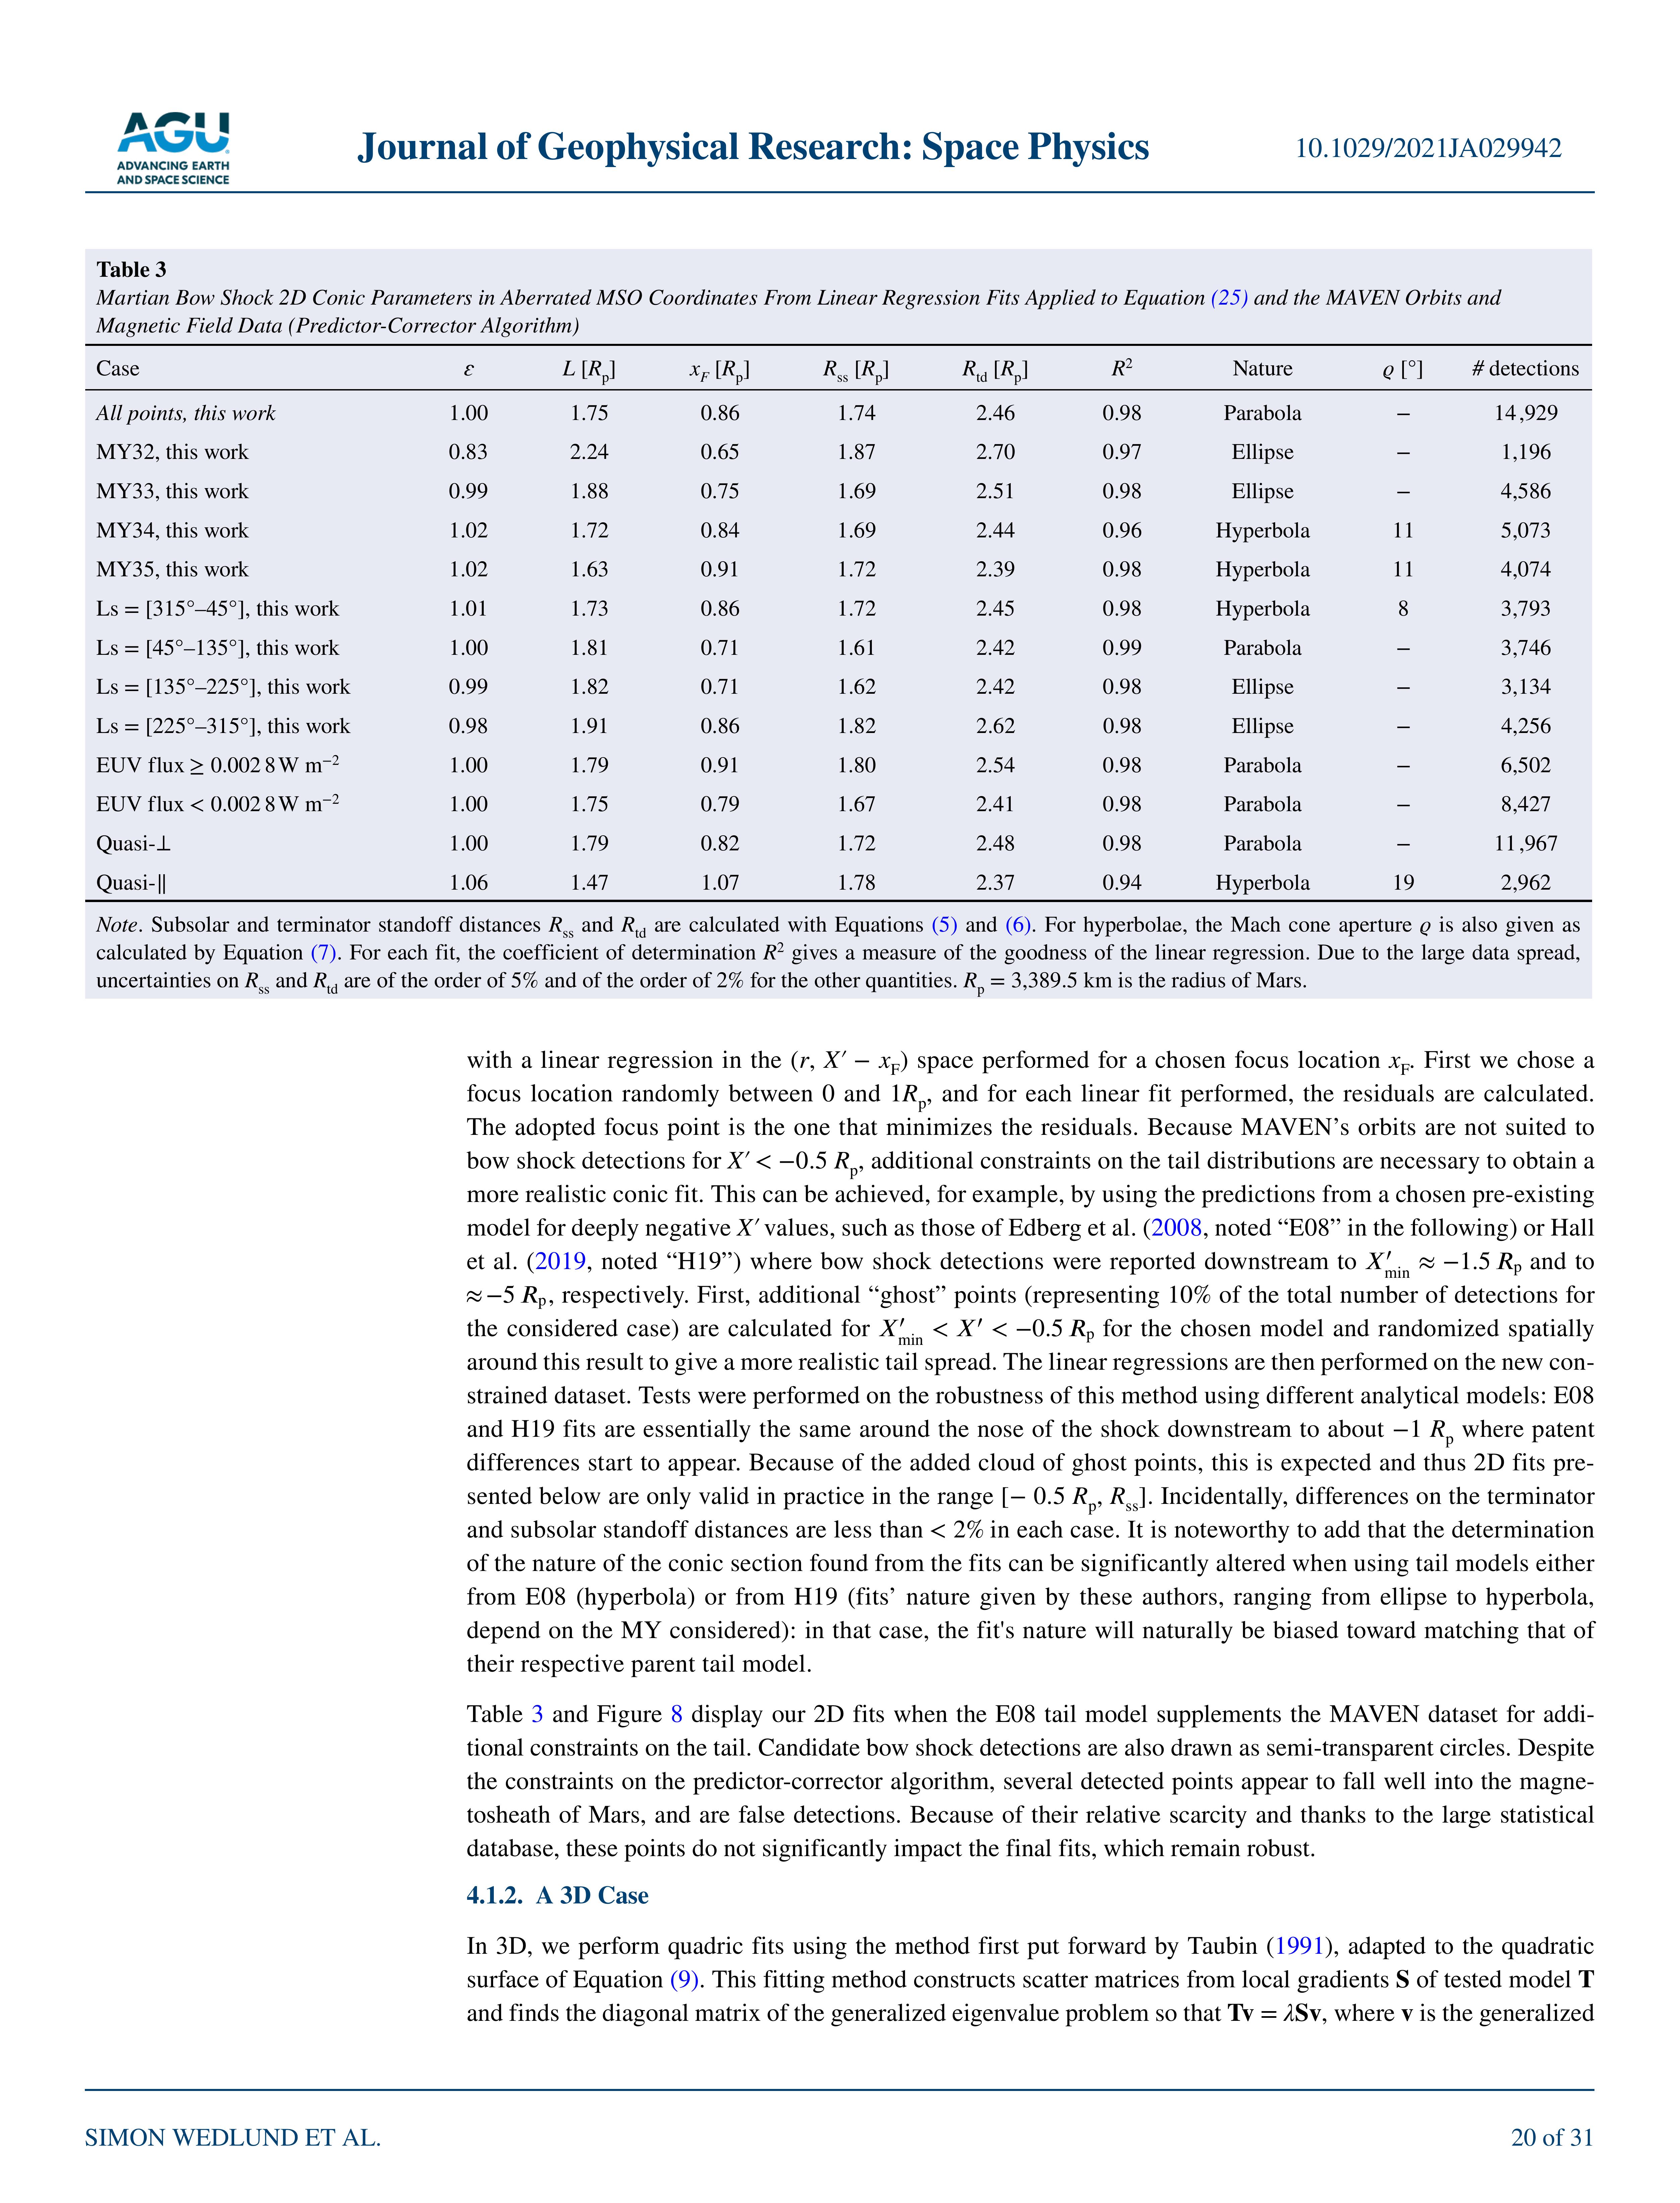 AGU
ADVANCING EARTH
AND SPACE SCIENCE
Journal of Geophysical Research: Space Physics
10.1029/2021JA029942
Table 3
Martian Bow Shock 2D Conic Parameters in Aberrated MSO Coordinates From Linear Regression Fits Applied to Equation (25) and the MAVEN Orbits and
Magnetic Field Data (Predictor-Corrector Algorithm)
Case ε L [Rp] xF [Rp] Rss [Rp] Rtd [Rp] R² Nature ϱ [°] # detections
All points, this work 1.00 1.75 0.86 1.74 2.46 0.98 Parabola – 14,929
MY32, this work 0.83 2.24 0.65 1.87 2.70 0.97 Ellipse – 1,196
MY33, this work 0.99 1.88 0.75 1.69 2.51 0.98 Ellipse – 4,586
MY34, this work 1.02 1.72 0.84 1.69 2.44 0.96 Hyperbola 11 5,073
MY35, this work 1.02 1.63 0.91 1.72 2.39 0.98 Hyperbola 11 4,074
Ls = [315°–45°], this work 1.01 1.73 0.86 1.72 2.45 0.98 Hyperbola 8 3,793
Ls = [45°–135°], this work 1.00 1.81 0.71 1.61 2.42 0.99 Parabola – 3,746
Ls = [135°–225°], this work 0.99 1.82 0.71 1.62 2.42 0.98 Ellipse – 3,134
Ls = [225°–315°], this work 0.98 1.91 0.86 1.82 2.62 0.98 Ellipse – 4,256
EUV flux ≥ 0.002 8 W m−2 1.00 1.79 0.91 1.80 2.54 0.98 Parabola – 6,502
EUV flux < 0.002 8 W m−2 1.00 1.75 0.79 1.67 2.41 0.98 Parabola – 8,427
Quasi-⊥ 1.00 1.79 0.82 1.72 2.48 0.98 Parabola – 11,967
Quasi-|| 1.06 1.47 1.07 1.78 2.37 0.94 Hyperbola 19 2,962
Note. Subsolar and terminator standoff distances Rss and Rtd are calculated with Equations (5) and (6). For hyperbolae, the Mach cone aperture ϱ is also given as
calculated by Equation (7). For each fit, the coefficient of determination R² gives a measure of the goodness of the linear regression. Due to the large data spread,
uncertainties on Rss and Rtd are of the order of 5% and of the order of 2% for the other quantities. Rp = 3,389.5 km is the radius of Mars.
with a linear regression in the (r, X′ − xF) space performed for a chosen focus location xF. First we chose a
focus location randomly between 0 and 1Rp, and for each linear fit performed, the residuals are calculated.
The adopted focus point is the one that minimizes the residuals. Because MAVEN's orbits are not suited to
bow shock detections for X′ < −0.5 Rp, additional constraints on the tail distributions are necessary to obtain a
more realistic conic fit. This can be achieved, for example, by using the predictions from a chosen pre-existing
model for deeply negative X′ values, such as those of Edberg et al. (2008, noted “E08” in the following) or Hall
et al. (2019, noted “H19”) where bow shock detections were reported downstream to X′min ≈ −1.5 Rp and to
≈−5 Rp, respectively. First, additional “ghost” points (representing 10% of the total number of detections for
the considered case) are calculated for X′min < X′ < −0.5 Rp for the chosen model and randomized spatially
around this result to give a more realistic tail spread. The linear regressions are then performed on the new con-
strained dataset. Tests were performed on the robustness of this method using different analytical models: E08
and H19 fits are essentially the same around the nose of the shock downstream to about −1 Rp where patent
differences start to appear. Because of the added cloud of ghost points, this is expected and thus 2D fits pre-
sented below are only valid in practice in the range [− 0.5 Rp, Rss]. Incidentally, differences on the terminator
and subsolar standoff distances are less than < 2% in each case. It is noteworthy to add that the determination
of the nature of the conic section found from the fits can be significantly altered when using tail models either
from E08 (hyperbola) or from H19 (fits’ nature given by these authors, ranging from ellipse to hyperbola,
depend on the MY considered): in that case, the fit's nature will naturally be biased toward matching that of
their respective parent tail model.
Table 3 and Figure 8 display our 2D fits when the E08 tail model supplements the MAVEN dataset for addi-
tional constraints on the tail. Candidate bow shock detections are also drawn as semi-transparent circles. Despite
the constraints on the predictor-corrector algorithm, several detected points appear to fall well into the magne-
tosheath of Mars, and are false detections. Because of their relative scarcity and thanks to the large statistical
database, these points do not significantly impact the final fits, which remain robust.
4.1.2. A 3D Case
In 3D, we perform quadric fits using the method first put forward by Taubin (1991), adapted to the quadratic
surface of Equation (9). This fitting method constructs scatter matrices from local gradients S of tested model T
and finds the diagonal matrix of the generalized eigenvalue problem so that Tv = λSv, where v is the generalized
SIMON WEDLUND ET AL.
20 of 31